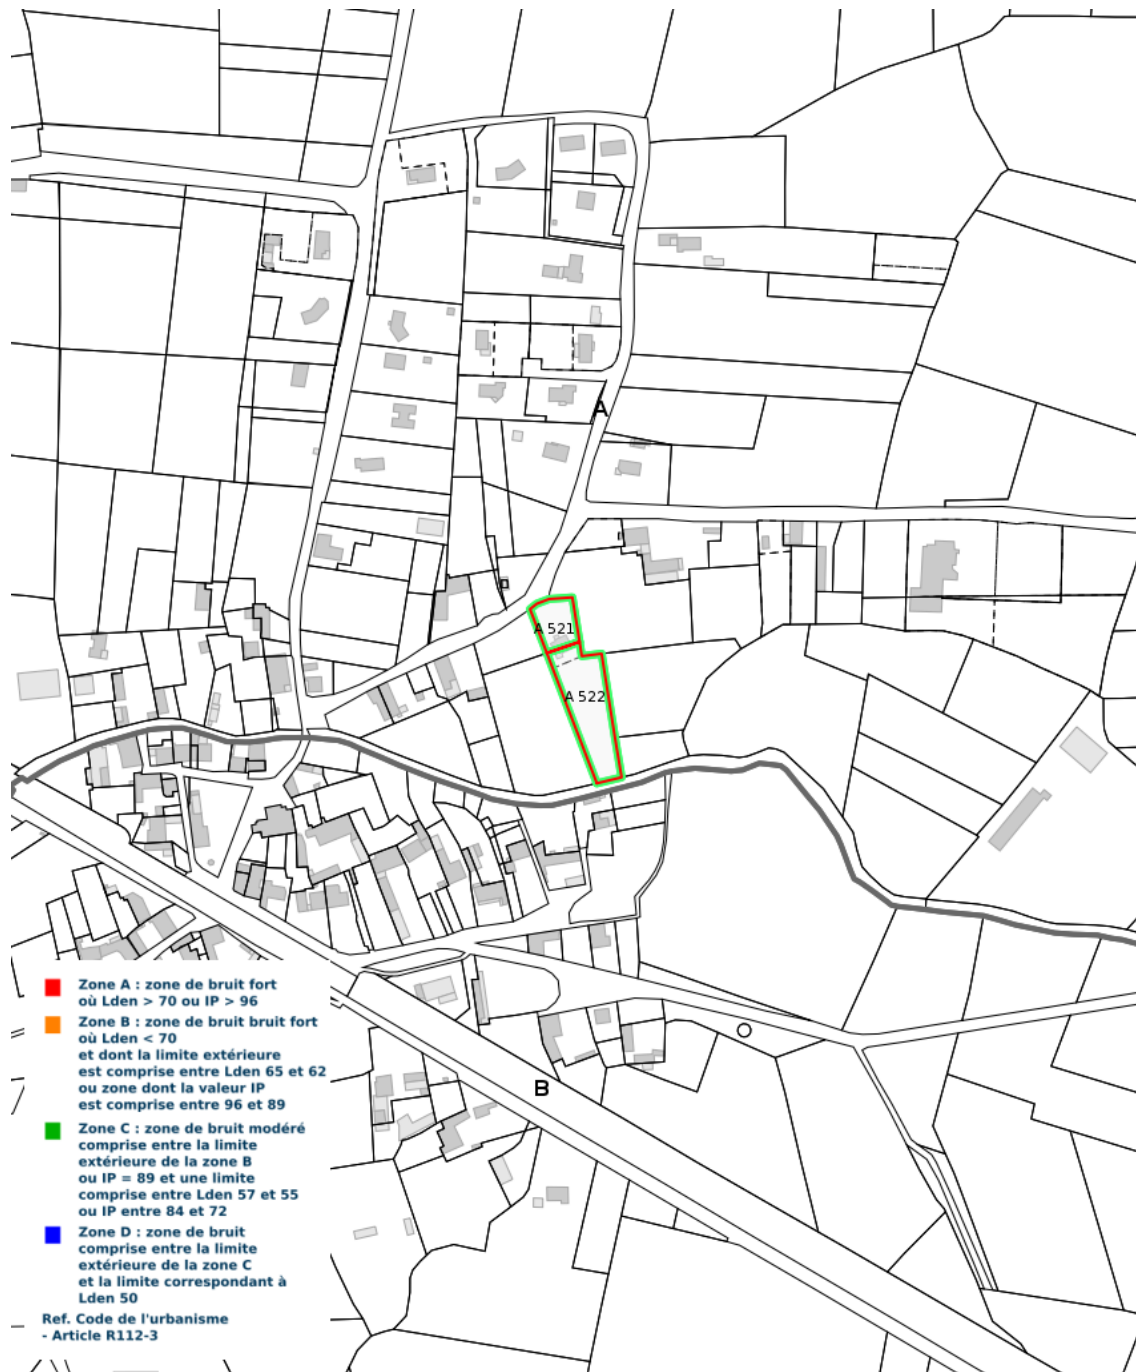 A
A 521
A 522
B
Zone A : zone de bruit fort
où Lden > 70 ou IP > 96
Zone B : zone de bruit bruit fort
où Lden < 70
et dont la limite extérieure
est comprise entre Lden 65 et 62
ou zone dont la valeur IP
est comprise entre 96 et 89
Zone C : zone de bruit modéré
comprise entre la limite
extérieure de la zone B
ou IP = 89 et une limite
comprise entre Lden 57 et 55
ou IP entre 84 et 72
Zone D : zone de bruit
comprise entre la limite
extérieure de la zone C
et la limite correspondant à
Lden 50
Ref. Code de l'urbanisme
- Article R112-3